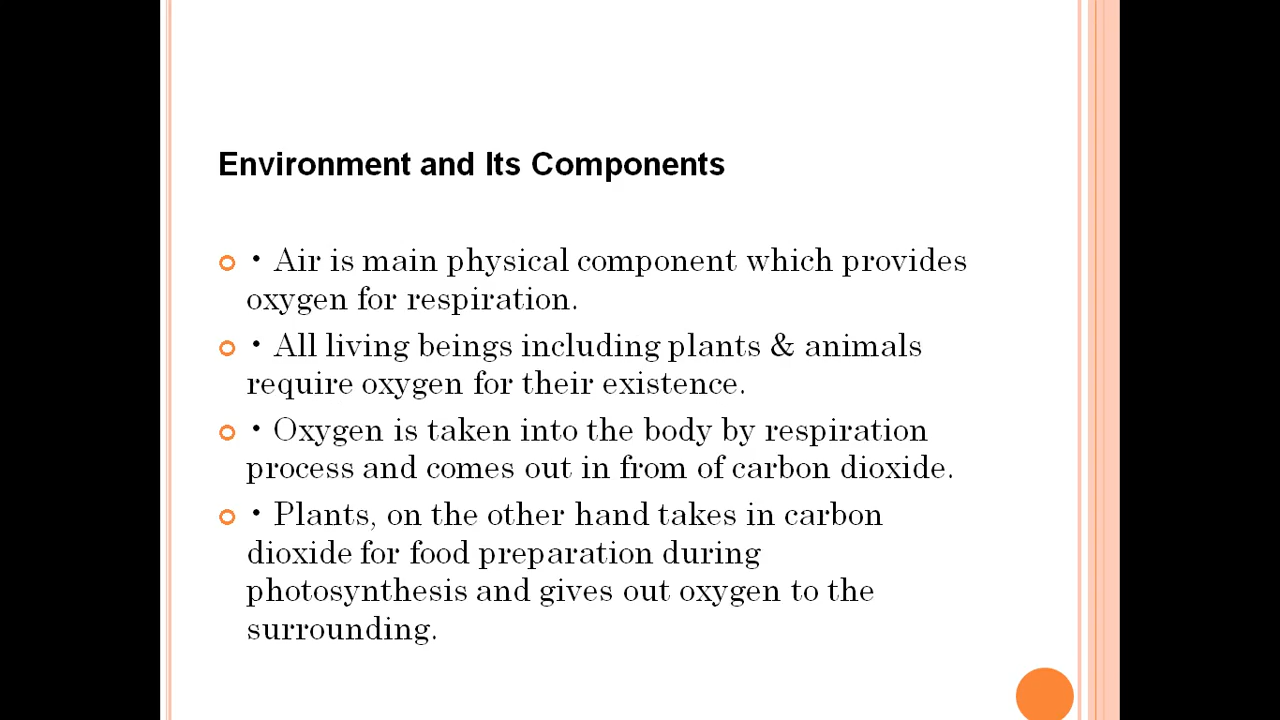 Environment and Its Components
• Air is main physical component which provides
oxygen for respiration.
• All living beings including plants & animals
require oxygen for their existence.
• Oxygen is taken into the body by respiration
process and comes out in from of carbon dioxide.
• Plants, on the other hand takes in carbon
dioxide for food preparation during
photosynthesis and gives out oxygen to the
surrounding.